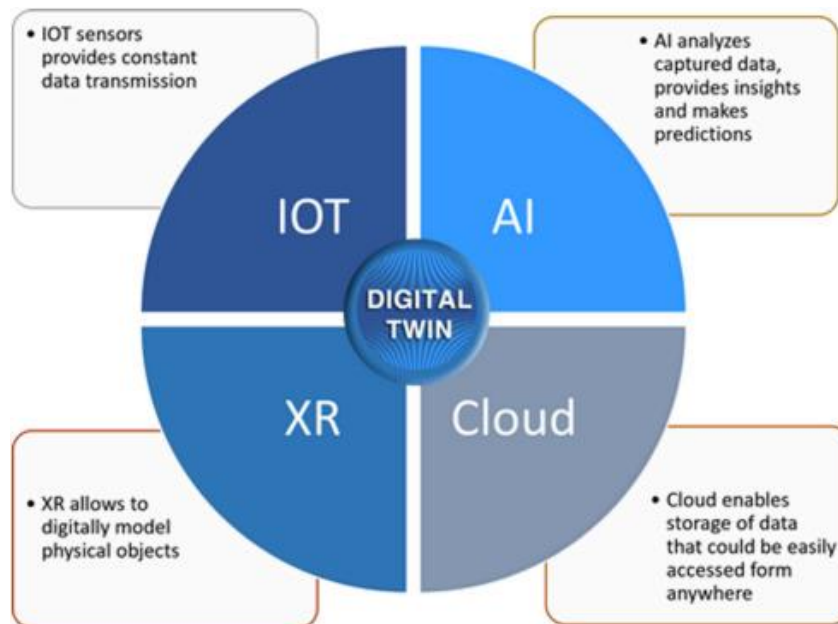 • IOT sensors
provides constant
data transmission
• AI analyzes
captured data,
provides insights
and makes
predictions
IOT
AI
DIGITAL
TWIN
XR
Cloud
• XR allows to
digitally model
physical objects
• Cloud enables
storage of data
that could be easily
accessed form
anywhere